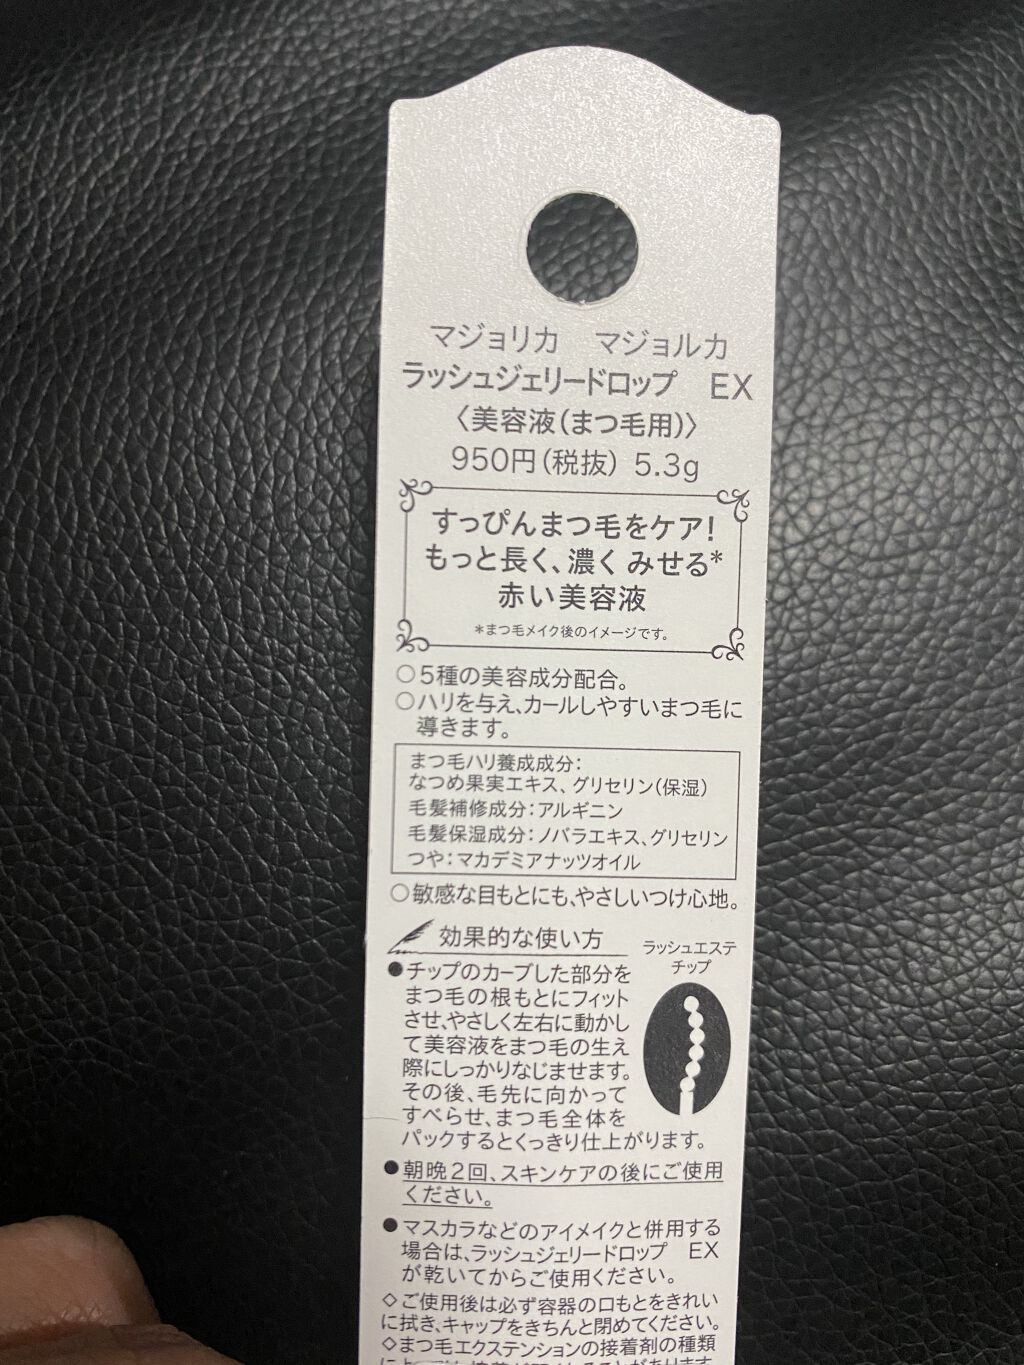 マジョリカ マジョルカ
ラッシュジェリードロップ EX
〈美容液(まつ毛用)〉
950円(税抜) 5.3g
すっぴんまつ毛をケア!
もっと長く、濃く みせる*
赤い美容液
*まつ毛メイク後のイメージです。
○5種の美容成分配合。
○ハリを与え、カールしやすいまつ毛に
導きます。
まつ毛ハリ養成成分:
なつめ果実エキス、グリセリン(保湿)
毛髪補修成分:アルギニン
毛髪保湿成分:ノバラエキス、グリセリン
つや:マカデミアナッツオイル
○敏感な目もとにも、やさしいつけ心地。
効果的な使い方
ラッシュエステ
チップ
●チップのカーブした部分を
まつ毛の根もとにフィット
させ、やさしく左右に動かし
て美容液をまつ毛の生え
際にしっかりなじませます。
その後、毛先に向かって
すべらせ、まつ毛全体を
パックするとくっきり仕上がります。
●朝晩2回、スキンケアの後にご使用
ください。
●マスカラなどのアイメイクと併用する
場合は、ラッシュジェリードロップ EX
が乾いてからご使用ください。
◇ご使用後は必ず容器の口もとをきれい
に拭き、キャップをきちんと閉めてください。
◇まつ毛エクステンションの接着剤の種類